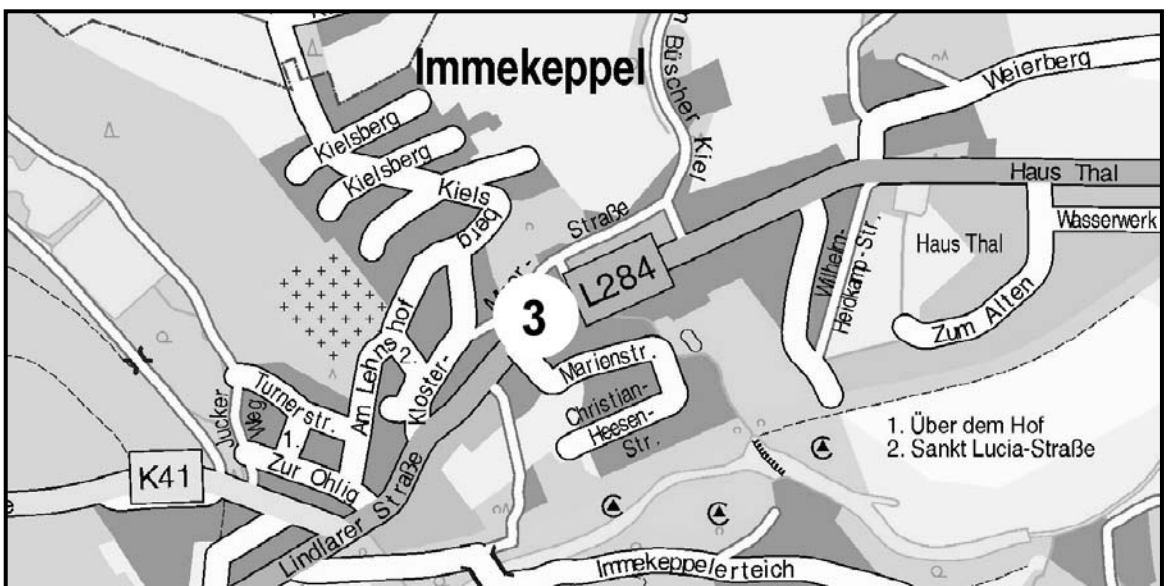 Immekeppel
Büscher Kiel
Weierberg
Kielsberg
Kielsberg
Kiels
berg
Haus Thal
Straße
Wasserwerk
Haus Thal
L284
Wilhelm-
Heidkamp-Str.
Zum Alten
3
Am Lehnshof
2.
Kloster-
Marienstr.
Christian-
Heesen-
Str.
Turnerstr.
Jucker
Weg
1.
Zur Ohlig
K41
Lindlarer Straße
1. Über dem Hof
2. Sankt Lucia-Straße
Immekeppelerteich